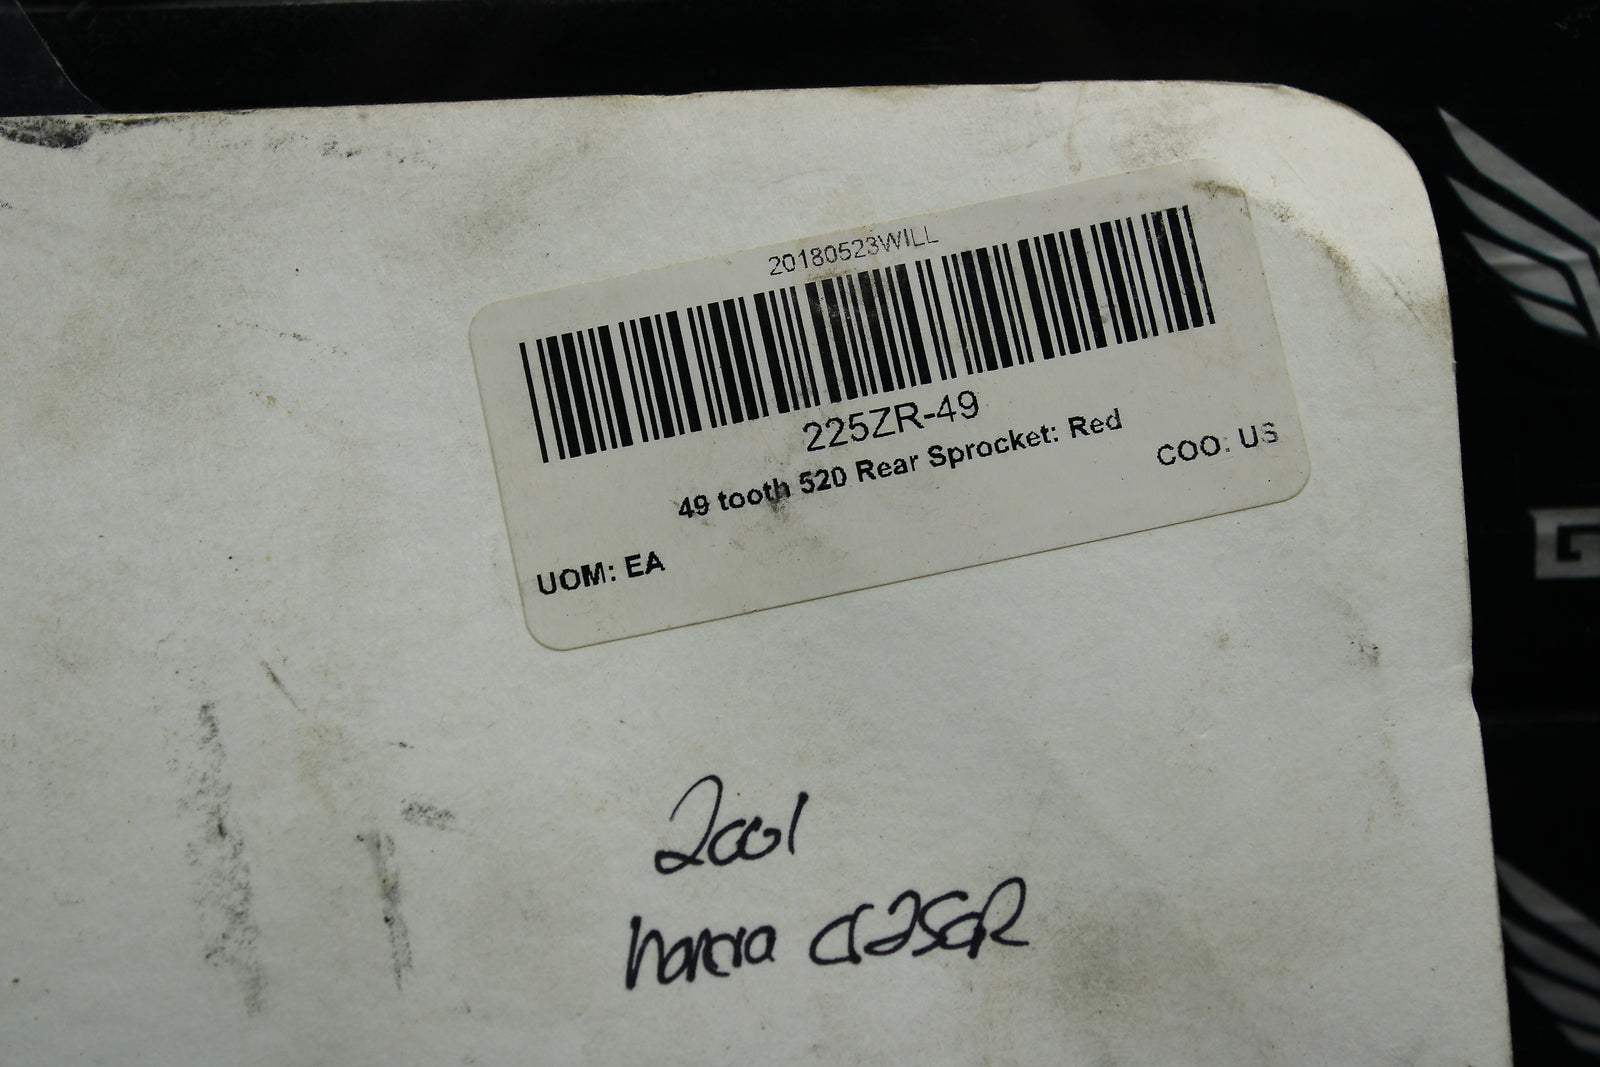 20180523WILL
225ZR-49
49 tooth 520 Rear Sprocket: Red
COO: US
UOM: EA
2001
G